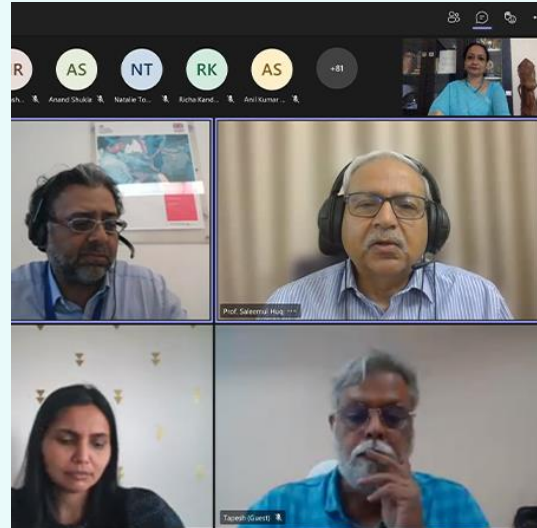 R
AS
NT
RK
AS
+81
Anand Shukla
Natalie To...
Richa Kand...
Anil Kumar ...
Prof. Saleemul Huq ...
Tapesh (Guest)